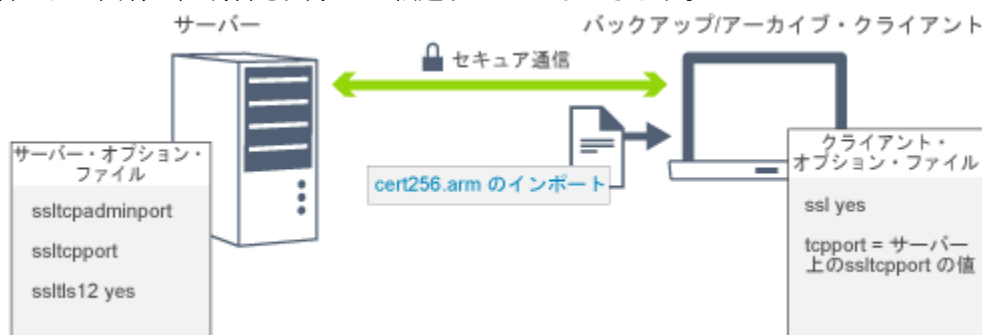 サーバー
バックアップ/アーカイブ・クライアント
セキュア通信
サーバー・オプション・
ファイル
ssltcpadminport
ssltcpport
ssltls12 yes
cert256.arm のインポート
クライアント・
オプション・ファイル
ssl yes
tcpport = サーバー
上のssltcpport の値